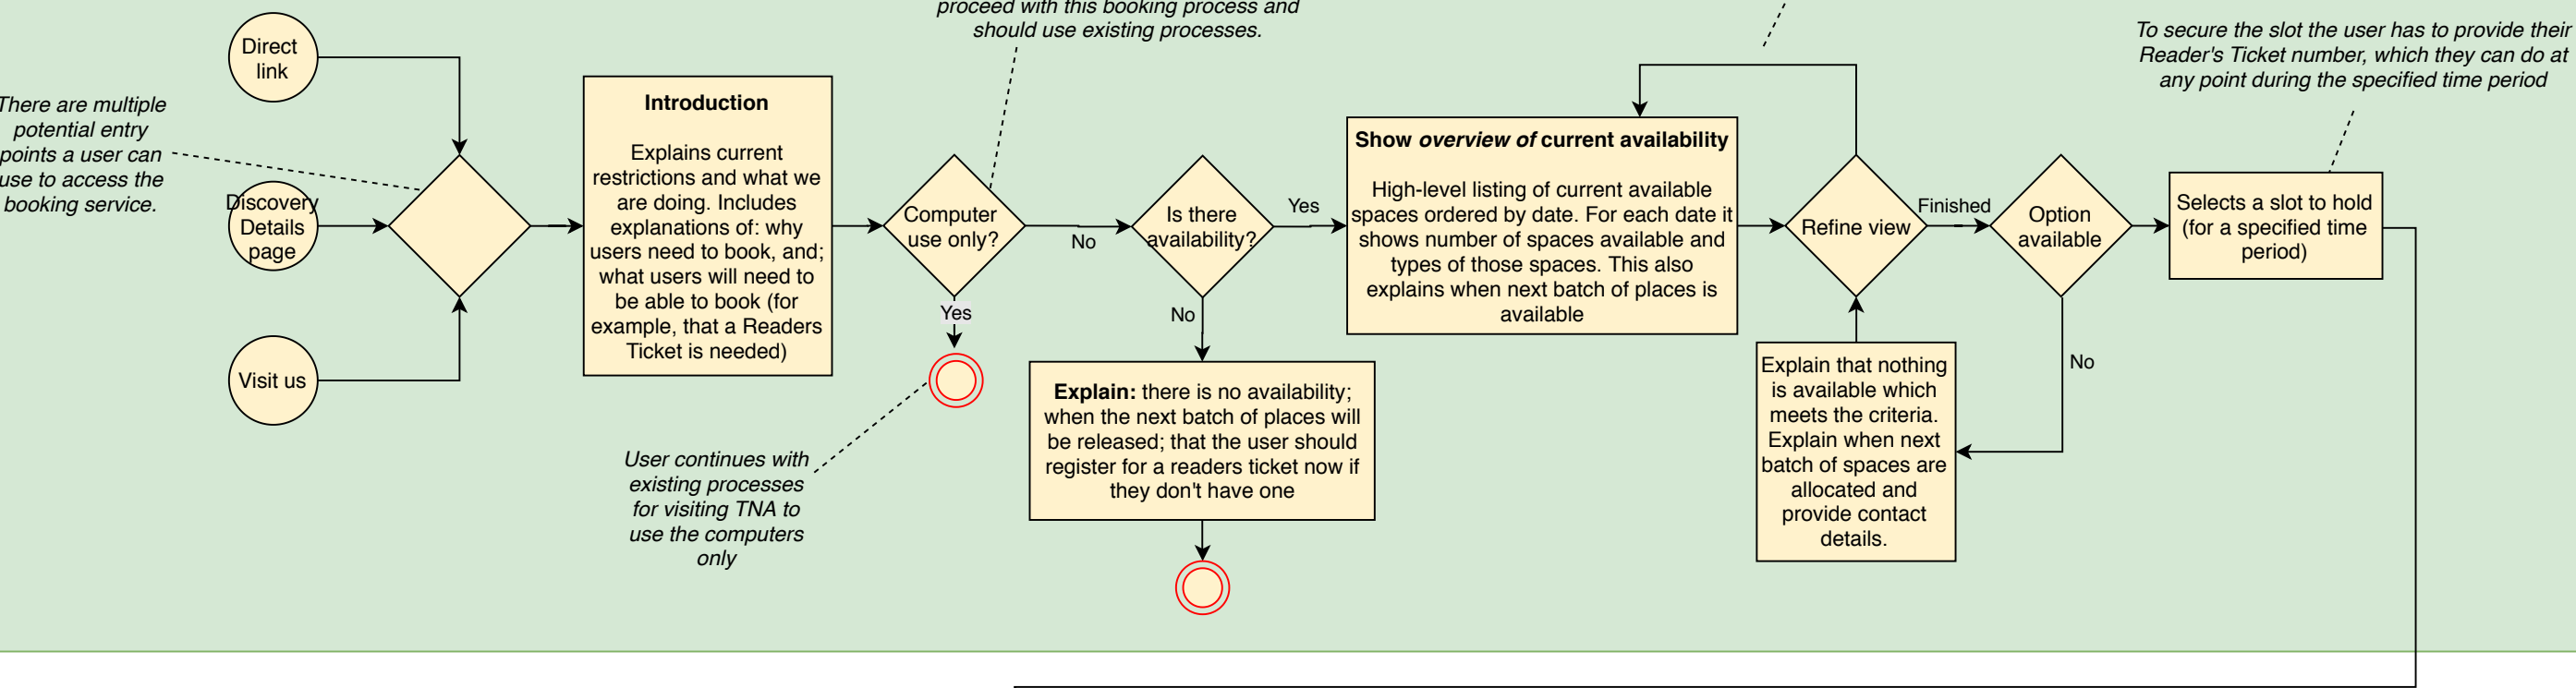 proceed with this booking process and
should use existing processes.
To secure the slot the user has to provide their
Reader's Ticket number, which they can do at
any point during the specified time period
Direct
link
There are multiple
potential entry
points a user can
use to access the
booking service.
Discovery
Details
page
Visit us
Introduction
Explains current
restrictions and what we
are doing. Includes
explanations of: why
users need to book, and;
what users will need to
be able to book (for
example, that a Readers
Ticket is needed)
Computer
use only?
No
Yes
User continues with
existing processes
for visiting TNA to
use the computers
only
Is there
availability?
Yes
No
Explain: there is no availability;
when the next batch of places will
be released; that the user should
register for a readers ticket now if
they don't have one
Show overview of current availability
High-level listing of current available
spaces ordered by date. For each date it
shows number of spaces available and
types of those spaces. This also
explains when next batch of places is
available
Refine view
Finished
Option
available
No
Explain that nothing
is available which
meets the criteria.
Explain when next
batch of spaces are
allocated and
provide contact
details.
Selects a slot to hold
(for a specified time
period)